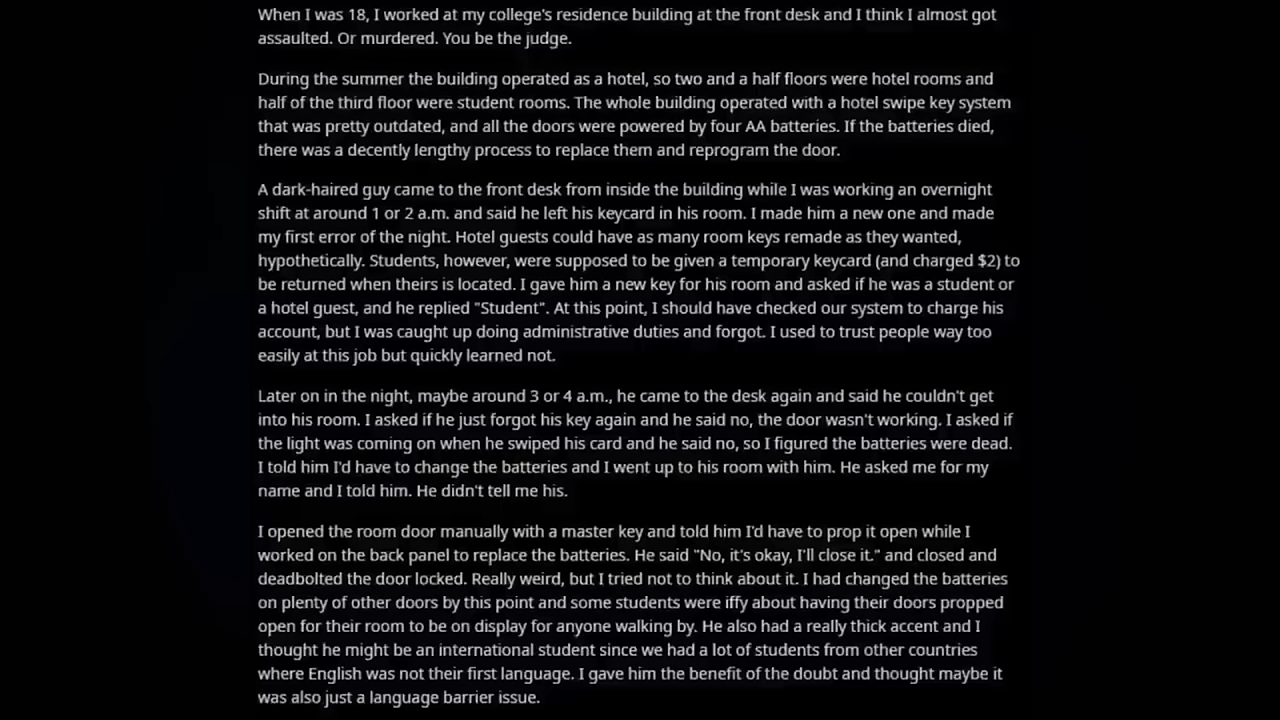 When I was 18, I worked at my college's residence building at the front desk and I think I almost got
assaulted. Or murdered. You be the judge.
During the summer the building operated as a hotel, so two and a half floors were hotel rooms and
half of the third floor were student rooms. The whole building operated with a hotel swipe key system
that was pretty outdated, and all the doors were powered by four AA batteries. If the batteries died,
there was a decently lengthy process to replace them and reprogram the door.
A dark-haired guy came to the front desk from inside the building while I was working an overnight
shift at around 1 or 2 a.m. and said he left his keycard in his room. I made him a new one and made
my first error of the night. Hotel guests could have as many room keys remade as they wanted,
hypothetically. Students, however, were supposed to be given a temporary keycard (and charged $2) to
be returned when theirs is located. I gave him a new key for his room and asked if he was a student or
a hotel guest, and he replied "Student". At this point, I should have checked our system to charge his
account, but I was caught up doing administrative duties and forgot. I used to trust people way too
easily at this job but quickly learned not.
Later on in the night, maybe around 3 or 4 a.m., he came to the desk again and said he couldn't get
into his room. I asked if he just forgot his key again and he said no, the door wasn't working. I asked if
the light was coming on when he swiped his card and he said no, so I figured the batteries were dead.
I told him I'd have to change the batteries and I went up to his room with him. He asked me for my
name and I told him. He didn't tell me his.
I opened the room door manually with a master key and told him I'd have to prop it open while I
worked on the back panel to replace the batteries. He said "No, it's okay, I'll close it." and closed and
deadbolted the door locked. Really weird, but I tried not to think about it. I had changed the batteries
on plenty of other doors by this point and some students were iffy about having their doors propped
open for their room to be on display for anyone walking by. He also had a really thick accent and I
thought he might be an international student since we had a lot of students from other countries
where English was not their first language. I gave him the benefit of the doubt and thought maybe it
was also just a language barrier issue.